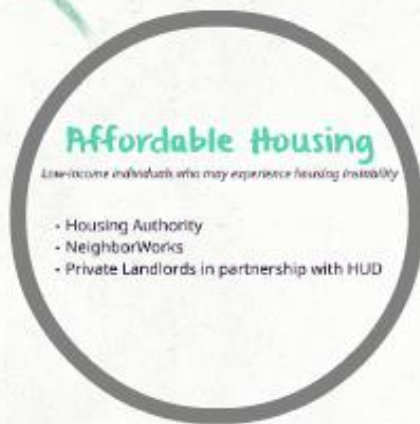 Affordable Housing
Low-income individuals who may experience housing instability
- Housing Authority
- NeighborWorks
- Private Landlords in partnership with HUD